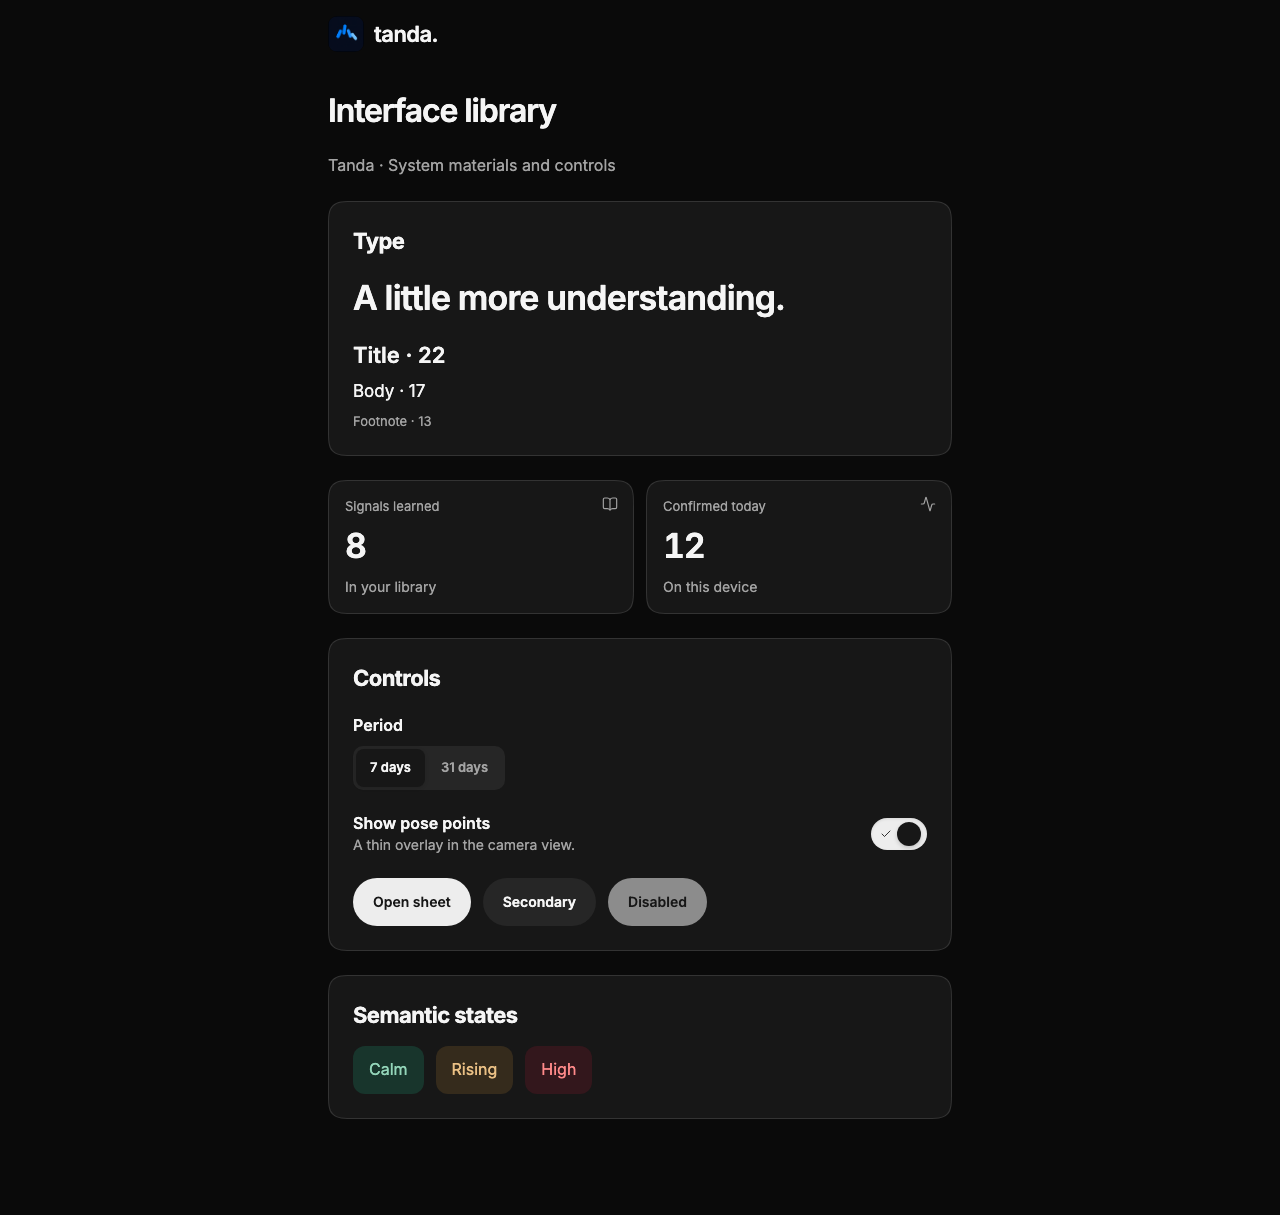 tanda.
Interface library
Tanda · System materials and controls
Type
A little more understanding.
Title · 22
Body · 17
Footnote · 13
Signals learned
8
In your library
Confirmed today
12
On this device
Controls
Period
7 days
31 days
Show pose points
A thin overlay in the camera view.
Open sheet
Secondary
Disabled
Semantic states
Calm
Rising
High